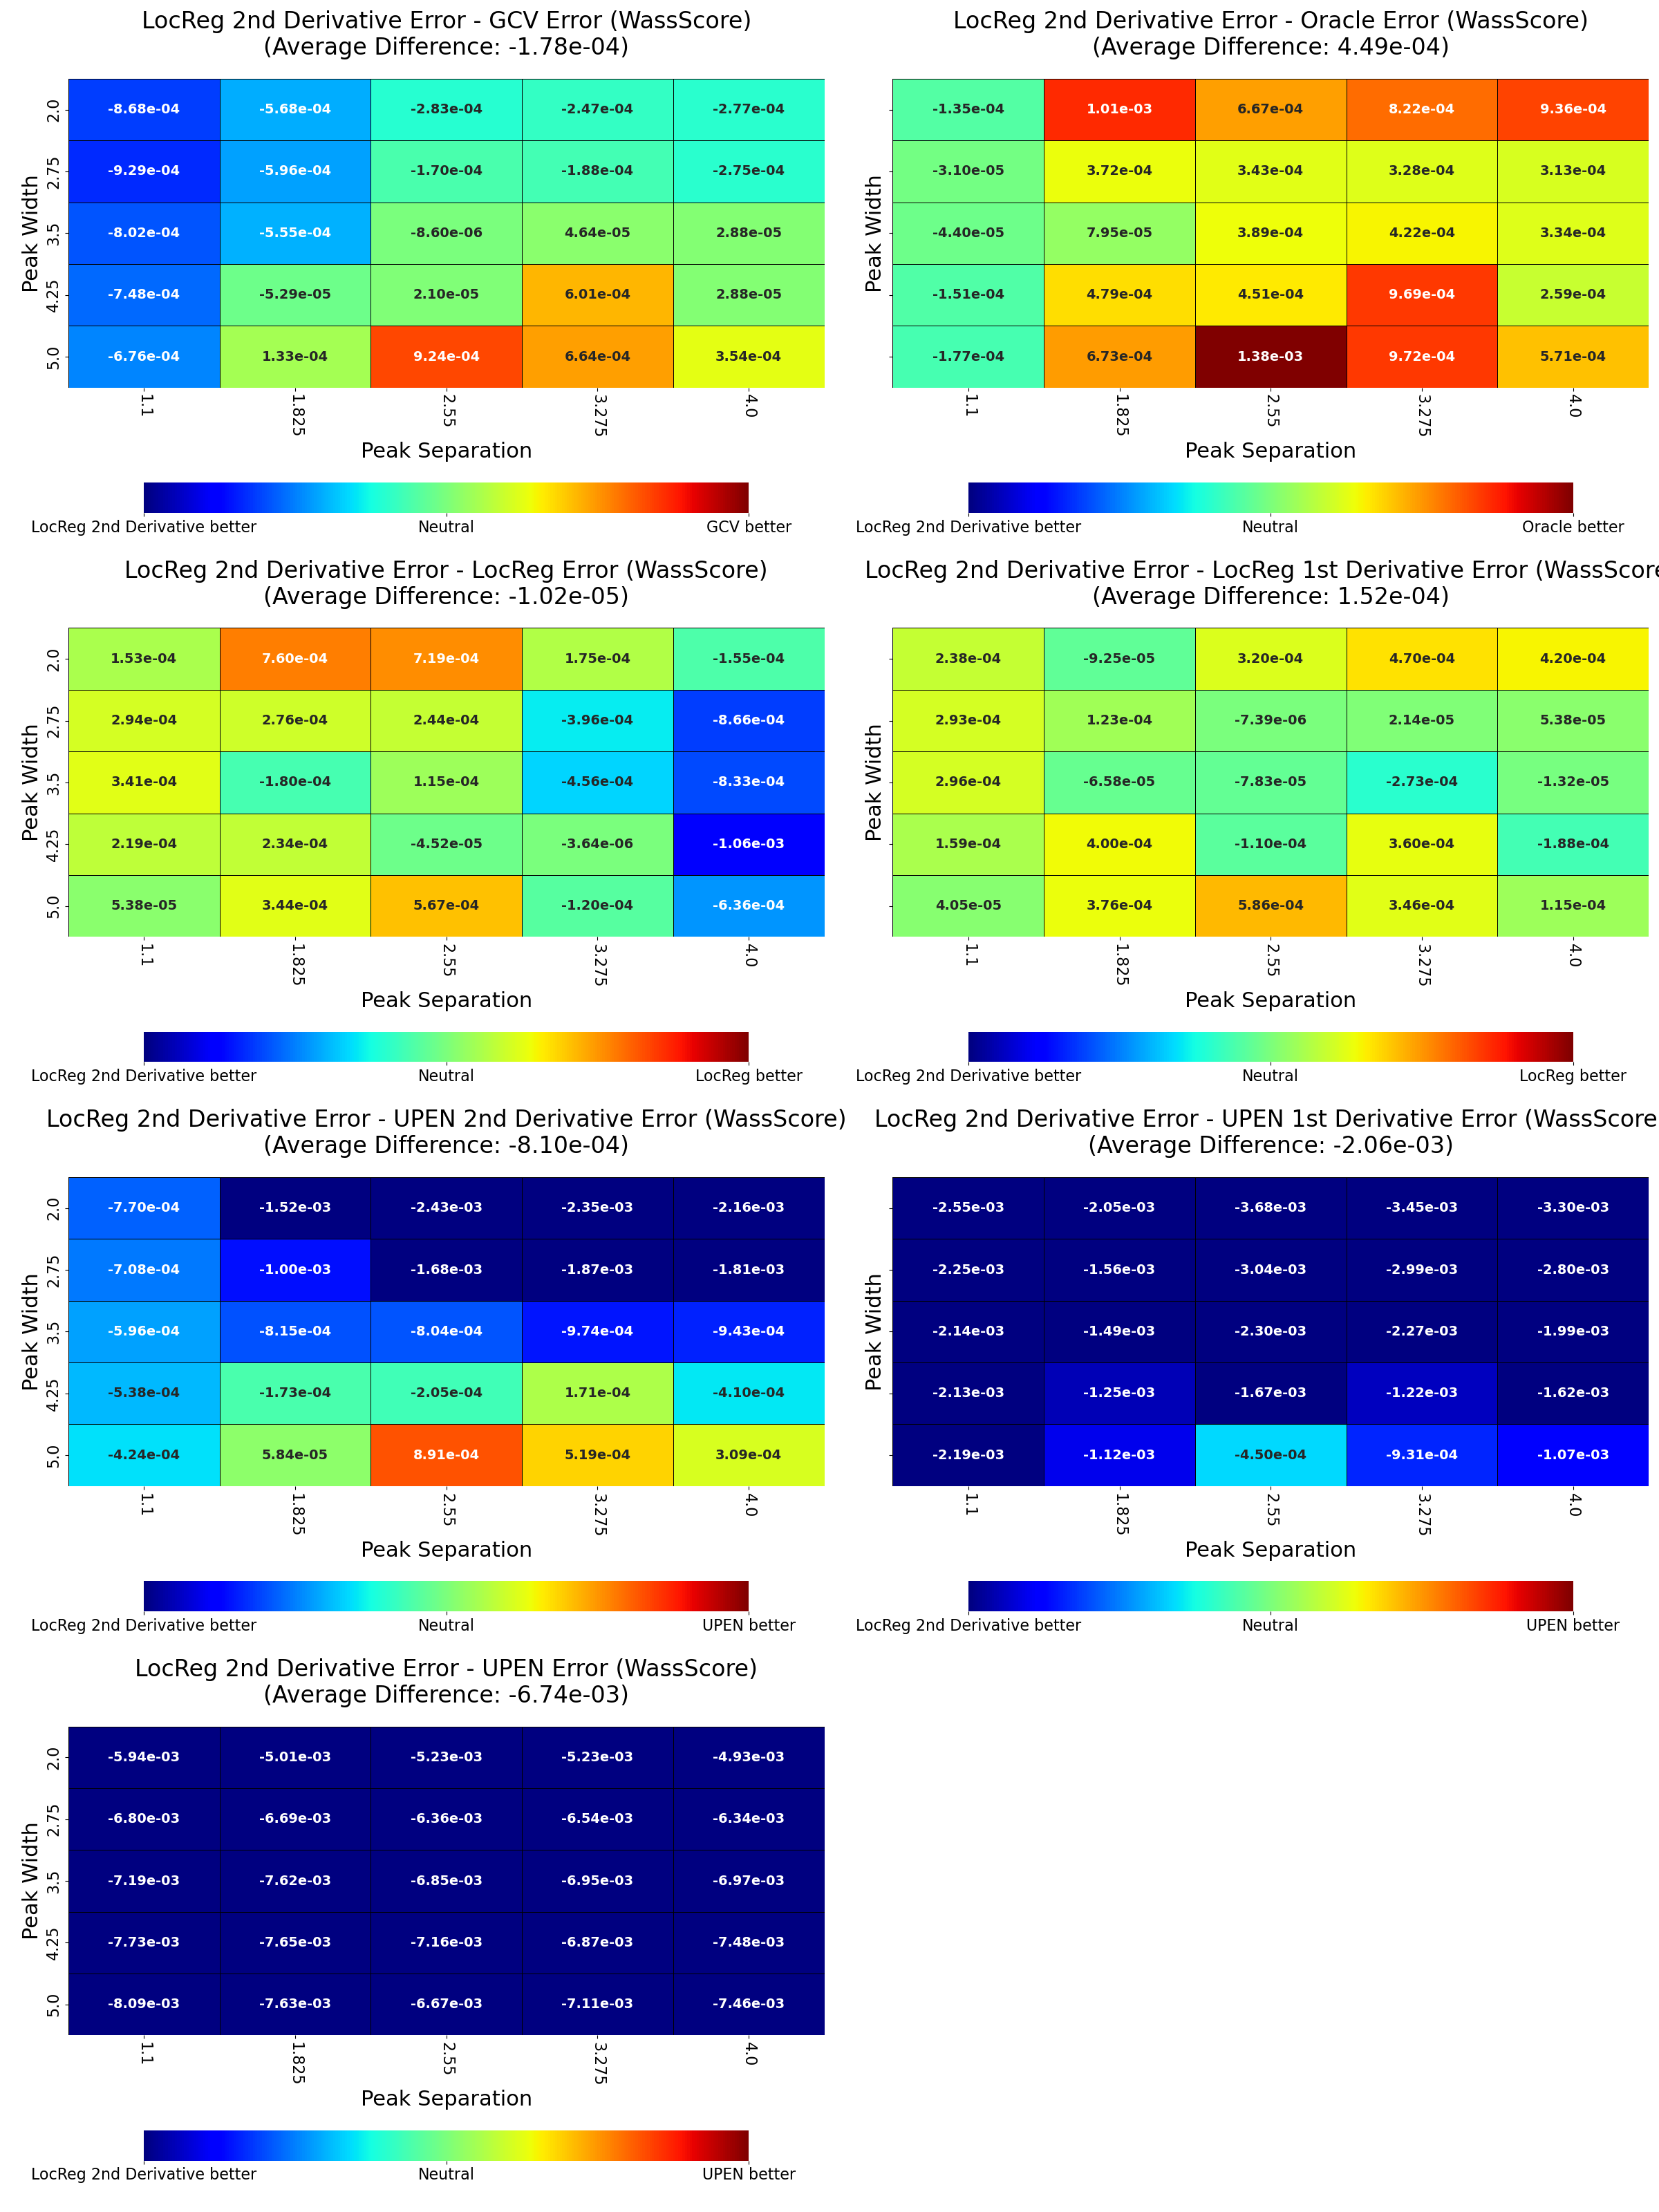 LocReg 2nd Derivative Error - GCV Error (WassScore)
(Average Difference: -1.78e-04)
Peak Width
2.0 -8.68e-04 -5.68e-04 -2.83e-04 -2.47e-04 -2.77e-04
2.75 -9.29e-04 -5.96e-04 -1.70e-04 -1.88e-04 -2.75e-04
3.5 -8.02e-04 -5.55e-04 -8.60e-06 4.64e-05 2.88e-05
4.25 -7.48e-04 -5.29e-05 2.10e-05 6.01e-04 2.88e-05
5.0 -6.76e-04 1.33e-04 9.24e-04 6.64e-04 3.54e-04
1.1 1.825 2.55 3.275 4.0
Peak Separation
LocReg 2nd Derivative better Neutral GCV better
LocReg 2nd Derivative Error - Oracle Error (WassScore)
(Average Difference: 4.49e-04)
Peak Width
-1.35e-04 1.01e-03 6.67e-04 8.22e-04 9.36e-04
-3.10e-05 3.72e-04 3.43e-04 3.28e-04 3.13e-04
-4.40e-05 7.95e-05 3.89e-04 4.22e-04 3.34e-04
-1.51e-04 4.79e-04 4.51e-04 9.69e-04 2.59e-04
-1.77e-04 6.73e-04 1.38e-03 9.72e-04 5.71e-04
1.1 1.825 2.55 3.275 4.0
Peak Separation
LocReg 2nd Derivative better Neutral Oracle better
LocReg 2nd Derivative Error - LocReg Error (WassScore)
(Average Difference: -1.02e-05)
Peak Width
2.0 1.53e-04 7.60e-04 7.19e-04 1.75e-04 -1.55e-04
2.75 2.94e-04 2.76e-04 2.44e-04 -3.96e-04 -8.66e-04
3.5 3.41e-04 -1.80e-04 1.15e-04 -4.56e-04 -8.33e-04
4.25 2.19e-04 2.34e-04 -4.52e-05 -3.64e-06 -1.06e-03
5.0 5.38e-05 3.44e-04 5.67e-04 -1.20e-04 -6.36e-04
1.1 1.825 2.55 3.275 4.0
Peak Separation
LocReg 2nd Derivative better Neutral LocReg better
LocReg 2nd Derivative Error - LocReg 1st Derivative Error (WassScore
(Average Difference: 1.52e-04)
Peak Width
2.38e-04 -9.25e-05 3.20e-04 4.70e-04 4.20e-04
2.93e-04 1.23e-04 -7.39e-06 2.14e-05 5.38e-05
2.96e-04 -6.58e-05 -7.83e-05 -2.73e-04 -1.32e-05
1.59e-04 4.00e-04 -1.10e-04 3.60e-04 -1.88e-04
4.05e-05 3.76e-04 5.86e-04 3.46e-04 1.15e-04
1.1 1.825 2.55 3.275 4.0
Peak Separation
LocReg 2nd Derivative better Neutral LocReg better
LocReg 2nd Derivative Error - UPEN 2nd Derivative Error (WassScore)
(Average Difference: -8.10e-04)
Peak Width
2.0 -7.70e-04 -1.52e-03 -2.43e-03 -2.35e-03 -2.16e-03
2.75 -7.08e-04 -1.00e-03 -1.68e-03 -1.87e-03 -1.81e-03
3.5 -5.96e-04 -8.15e-04 -8.04e-04 -9.74e-04 -9.43e-04
4.25 -5.38e-04 -1.73e-04 -2.05e-04 1.71e-04 -4.10e-04
5.0 -4.24e-04 5.84e-05 8.91e-04 5.19e-04 3.09e-04
1.1 1.825 2.55 3.275 4.0
Peak Separation
LocReg 2nd Derivative better Neutral UPEN better
LocReg 2nd Derivative Error - UPEN 1st Derivative Error (WassScore
(Average Difference: -2.06e-03)
Peak Width
-2.55e-03 -2.05e-03 -3.68e-03 -3.45e-03 -3.30e-03
-2.25e-03 -1.56e-03 -3.04e-03 -2.99e-03 -2.80e-03
-2.14e-03 -1.49e-03 -2.30e-03 -2.27e-03 -1.99e-03
-2.13e-03 -1.25e-03 -1.67e-03 -1.22e-03 -1.62e-03
-2.19e-03 -1.12e-03 -4.50e-04 -9.31e-04 -1.07e-03
1.1 1.825 2.55 3.275 4.0
Peak Separation
LocReg 2nd Derivative better Neutral UPEN better
LocReg 2nd Derivative Error - UPEN Error (WassScore)
(Average Difference: -6.74e-03)
Peak Width
2.0 -5.94e-03 -5.01e-03 -5.23e-03 -5.23e-03 -4.93e-03
2.75 -6.80e-03 -6.69e-03 -6.36e-03 -6.54e-03 -6.34e-03
3.5 -7.19e-03 -7.62e-03 -6.85e-03 -6.95e-03 -6.97e-03
4.25 -7.73e-03 -7.65e-03 -7.16e-03 -6.87e-03 -7.48e-03
5.0 -8.09e-03 -7.63e-03 -6.67e-03 -7.11e-03 -7.46e-03
1.1 1.825 2.55 3.275 4.0
Peak Separation
LocReg 2nd Derivative better Neutral UPEN better